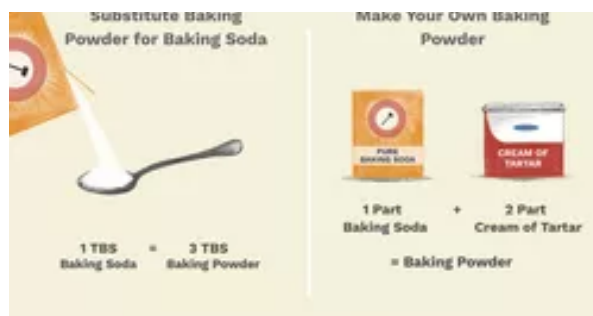 Substitute Baking
Powder for Baking Soda
1 TBS = 3 TBS
Baking Soda Baking Powder
Make Your Own Baking
Powder
PURE
BAKING SODA
CREAM OF
TARTAR
1 Part + 2 Part
Baking Soda Cream of Tartar
= Baking Powder